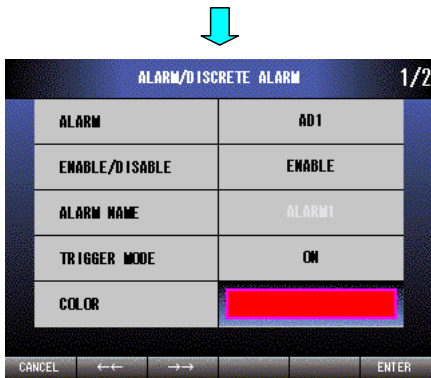 ALARM/DISCRETE ALARM 1/2
ALARM AD1
ENABLE/DISABLE ENABLE
ALARM NAME ALARM1
TRIGGER MODE ON
COLOR
CANCEL ←← →→ ENTER